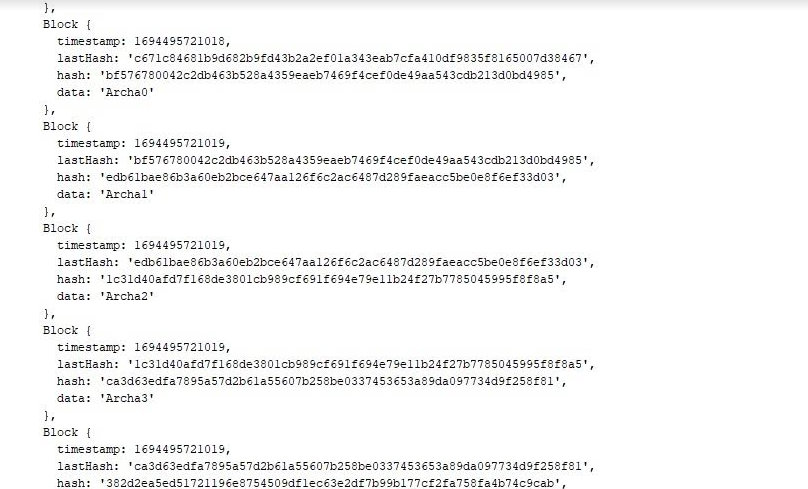 },
Block {
timestamp: 1694495721018,
lastHash: 'c671c84681b9d682b9fd43b2a2ef01a343eab7cfa410df9835f8165007d38467',
hash: 'bf576780042c2db463b528a4359eaeb7469f4cef0de49aa543cdb213d0bd4985',
data: 'Archa0'
},
Block {
timestamp: 1694495721019,
lastHash: 'bf576780042c2db463b528a4359eaeb7469f4cef0de49aa543cdb213d0bd4985',
hash: 'edb61bae86b3a60eb2bce647aa126f6c2ac6487d289faeacc5be0e8f6ef33d03',
data: 'Archa1'
},
Block {
timestamp: 1694495721019,
lastHash: 'edb61bae86b3a60eb2bce647aa126f6c2ac6487d289faeacc5be0e8f6ef33d03',
hash: '1c31d40afd7f168de3801cb989cf691f694e79e11b24f27b7785045995f8f8a5',
data: 'Archa2'
},
Block {
timestamp: 1694495721019,
lastHash: '1c31d40afd7f168de3801cb989cf691f694e79e11b24f27b7785045995f8f8a5',
hash: 'ca3d63edfa7895a57d2b61a55607b258be0337453653a89da097734d9f258f81',
data: 'Archa3'
},
Block {
timestamp: 1694495721019,
lastHash: 'ca3d63edfa7895a57d2b61a55607b258be0337453653a89da097734d9f258f81',
hash: '382d2ea5ed51721196e8754509df1ec63e2df7b99b177cf2fa758fa4b74c9cab',